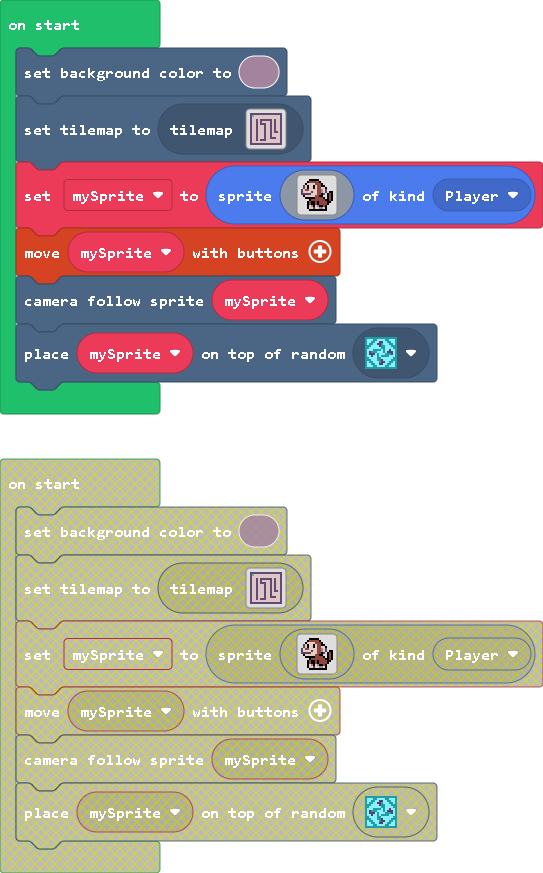 on start
set background color to
set tilemap to tilemap
set mySprite to sprite of kind Player
move mySprite with buttons
camera follow sprite mySprite
place mySprite on top of random
on start
set background color to
set tilemap to tilemap
set mySprite to sprite of kind Player
move mySprite with buttons
camera follow sprite mySprite
place mySprite on top of random